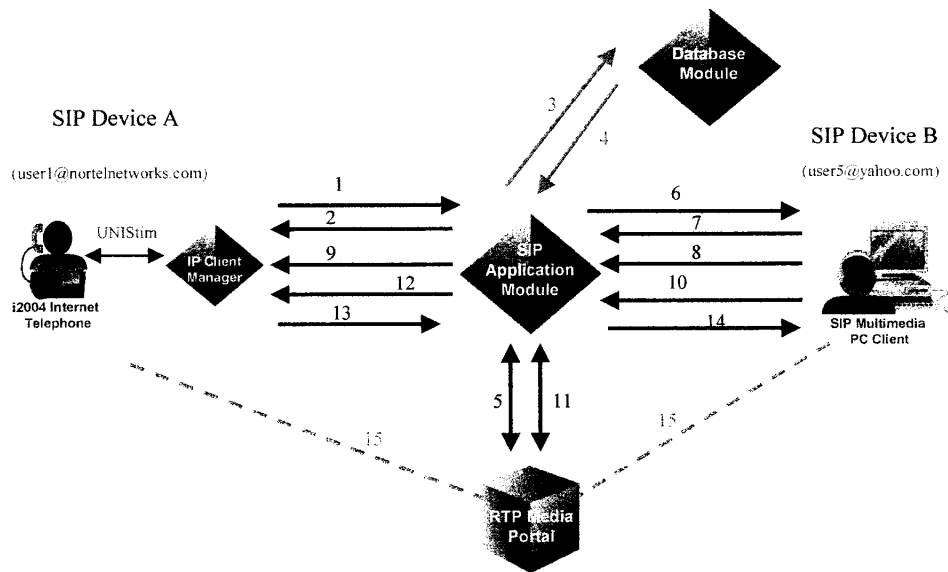 Database
Module
3
4
SIP Device A
(user1@nortelnetworks.com)
SIP Device B
(user5@yahoo.com)
1
6
UNIStim
2
7
IP Client
Manager
9
SIP
Application
Module
8
12
10
i2004 Internet
Telephone
13
14
SIP Multimedia
PC Client
5
11
15
15
RTP Media
Portal